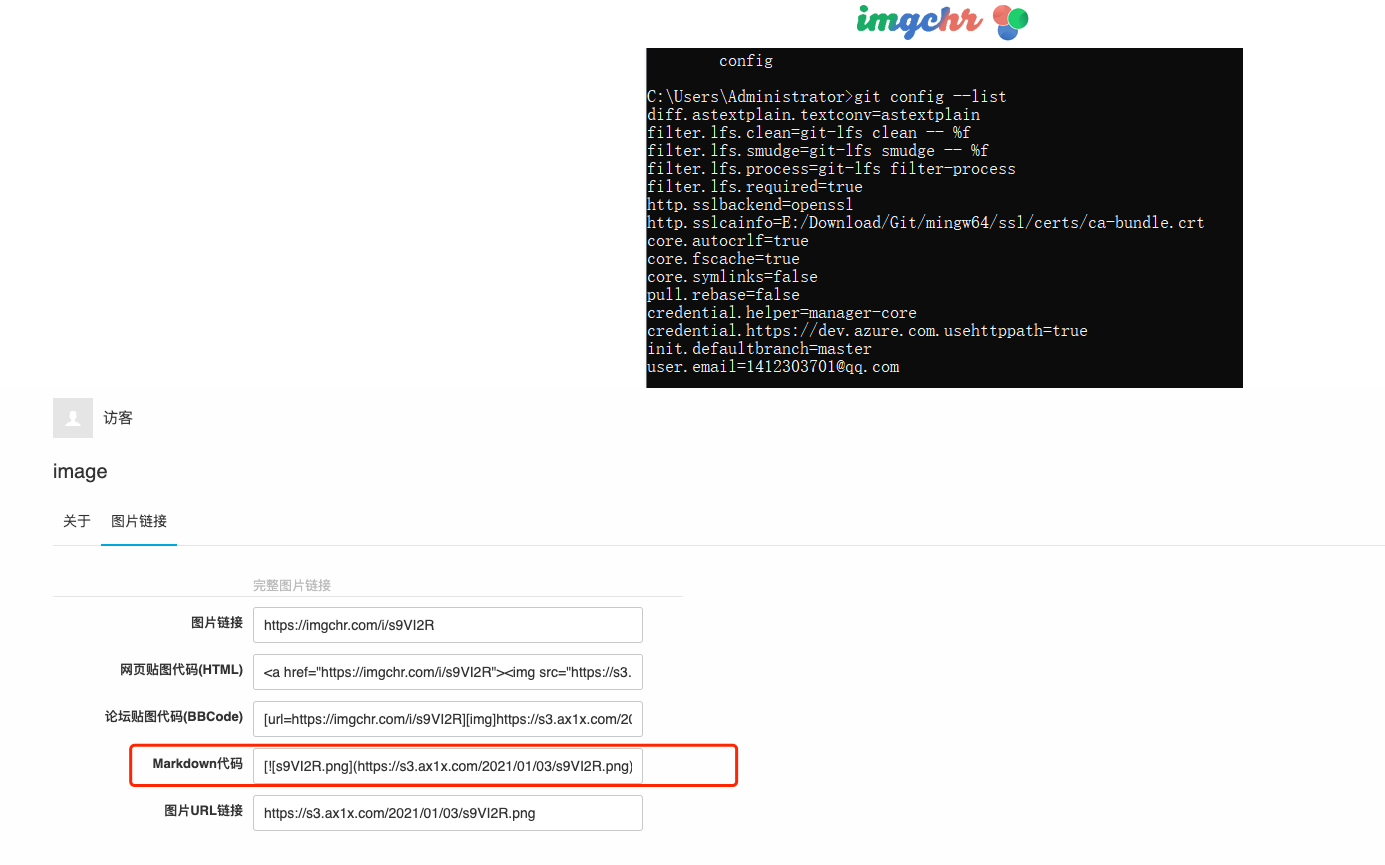 imgchr
config
C:\Users\Administrator>git config --list
diff.astextplain.textconv=astextplain
filter.lfs.clean=git-lfs clean -- %f
filter.lfs.smudge=git-lfs smudge -- %f
filter.lfs.process=git-lfs filter-process
filter.lfs.required=true
http.sslbackend=openssl
http.sslcainfo=E:/Download/Git/mingw64/ssl/certs/ca-bundle.crt
core.autocrlf=true
core.fscache=true
core.symlinks=false
pull.rebase=false
credential.helper=manager-core
credential.https://dev.azure.com.usehttppath=true
init.defaultbranch=master
user.email=1412303701@qq.com
访客
image
关于 图片链接
完整图片链接
图片链接 https://imgchr.com/i/s9VI2R
网页贴图代码(HTML) <a href="https://imgchr.com/i/s9VI2R"><img src="https://s3.
论坛贴图代码(BBCode) [url=https://imgchr.com/i/s9VI2R][img]https://s3.ax1x.com/20
Markdown代码 [![s9VI2R.png](https://s3.ax1x.com/2021/01/03/s9VI2R.png)
图片URL链接 https://s3.ax1x.com/2021/01/03/s9VI2R.png